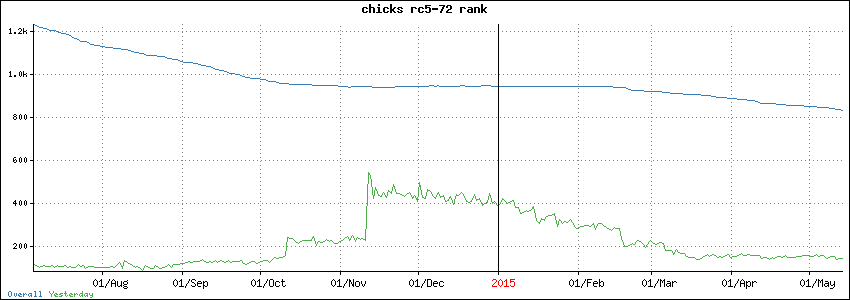 chicks rc5-72 rank
1.2k
1.0k
800
600
400
200
01/Aug 01/Sep 01/Oct 01/Nov 01/Dec 2015 01/Feb 01/Mar 01/Apr 01/May
Overall Yesterday